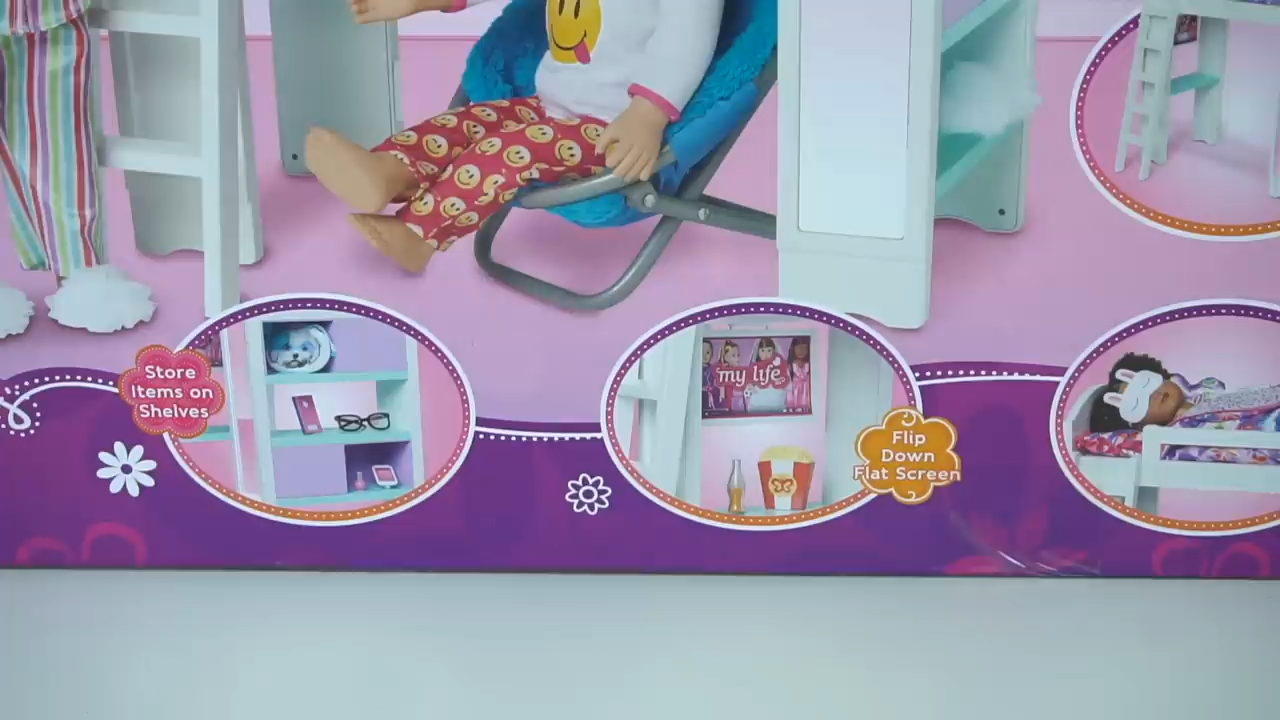 Store
Items on
Shelves
my life
Flip
Down
Flat Screen